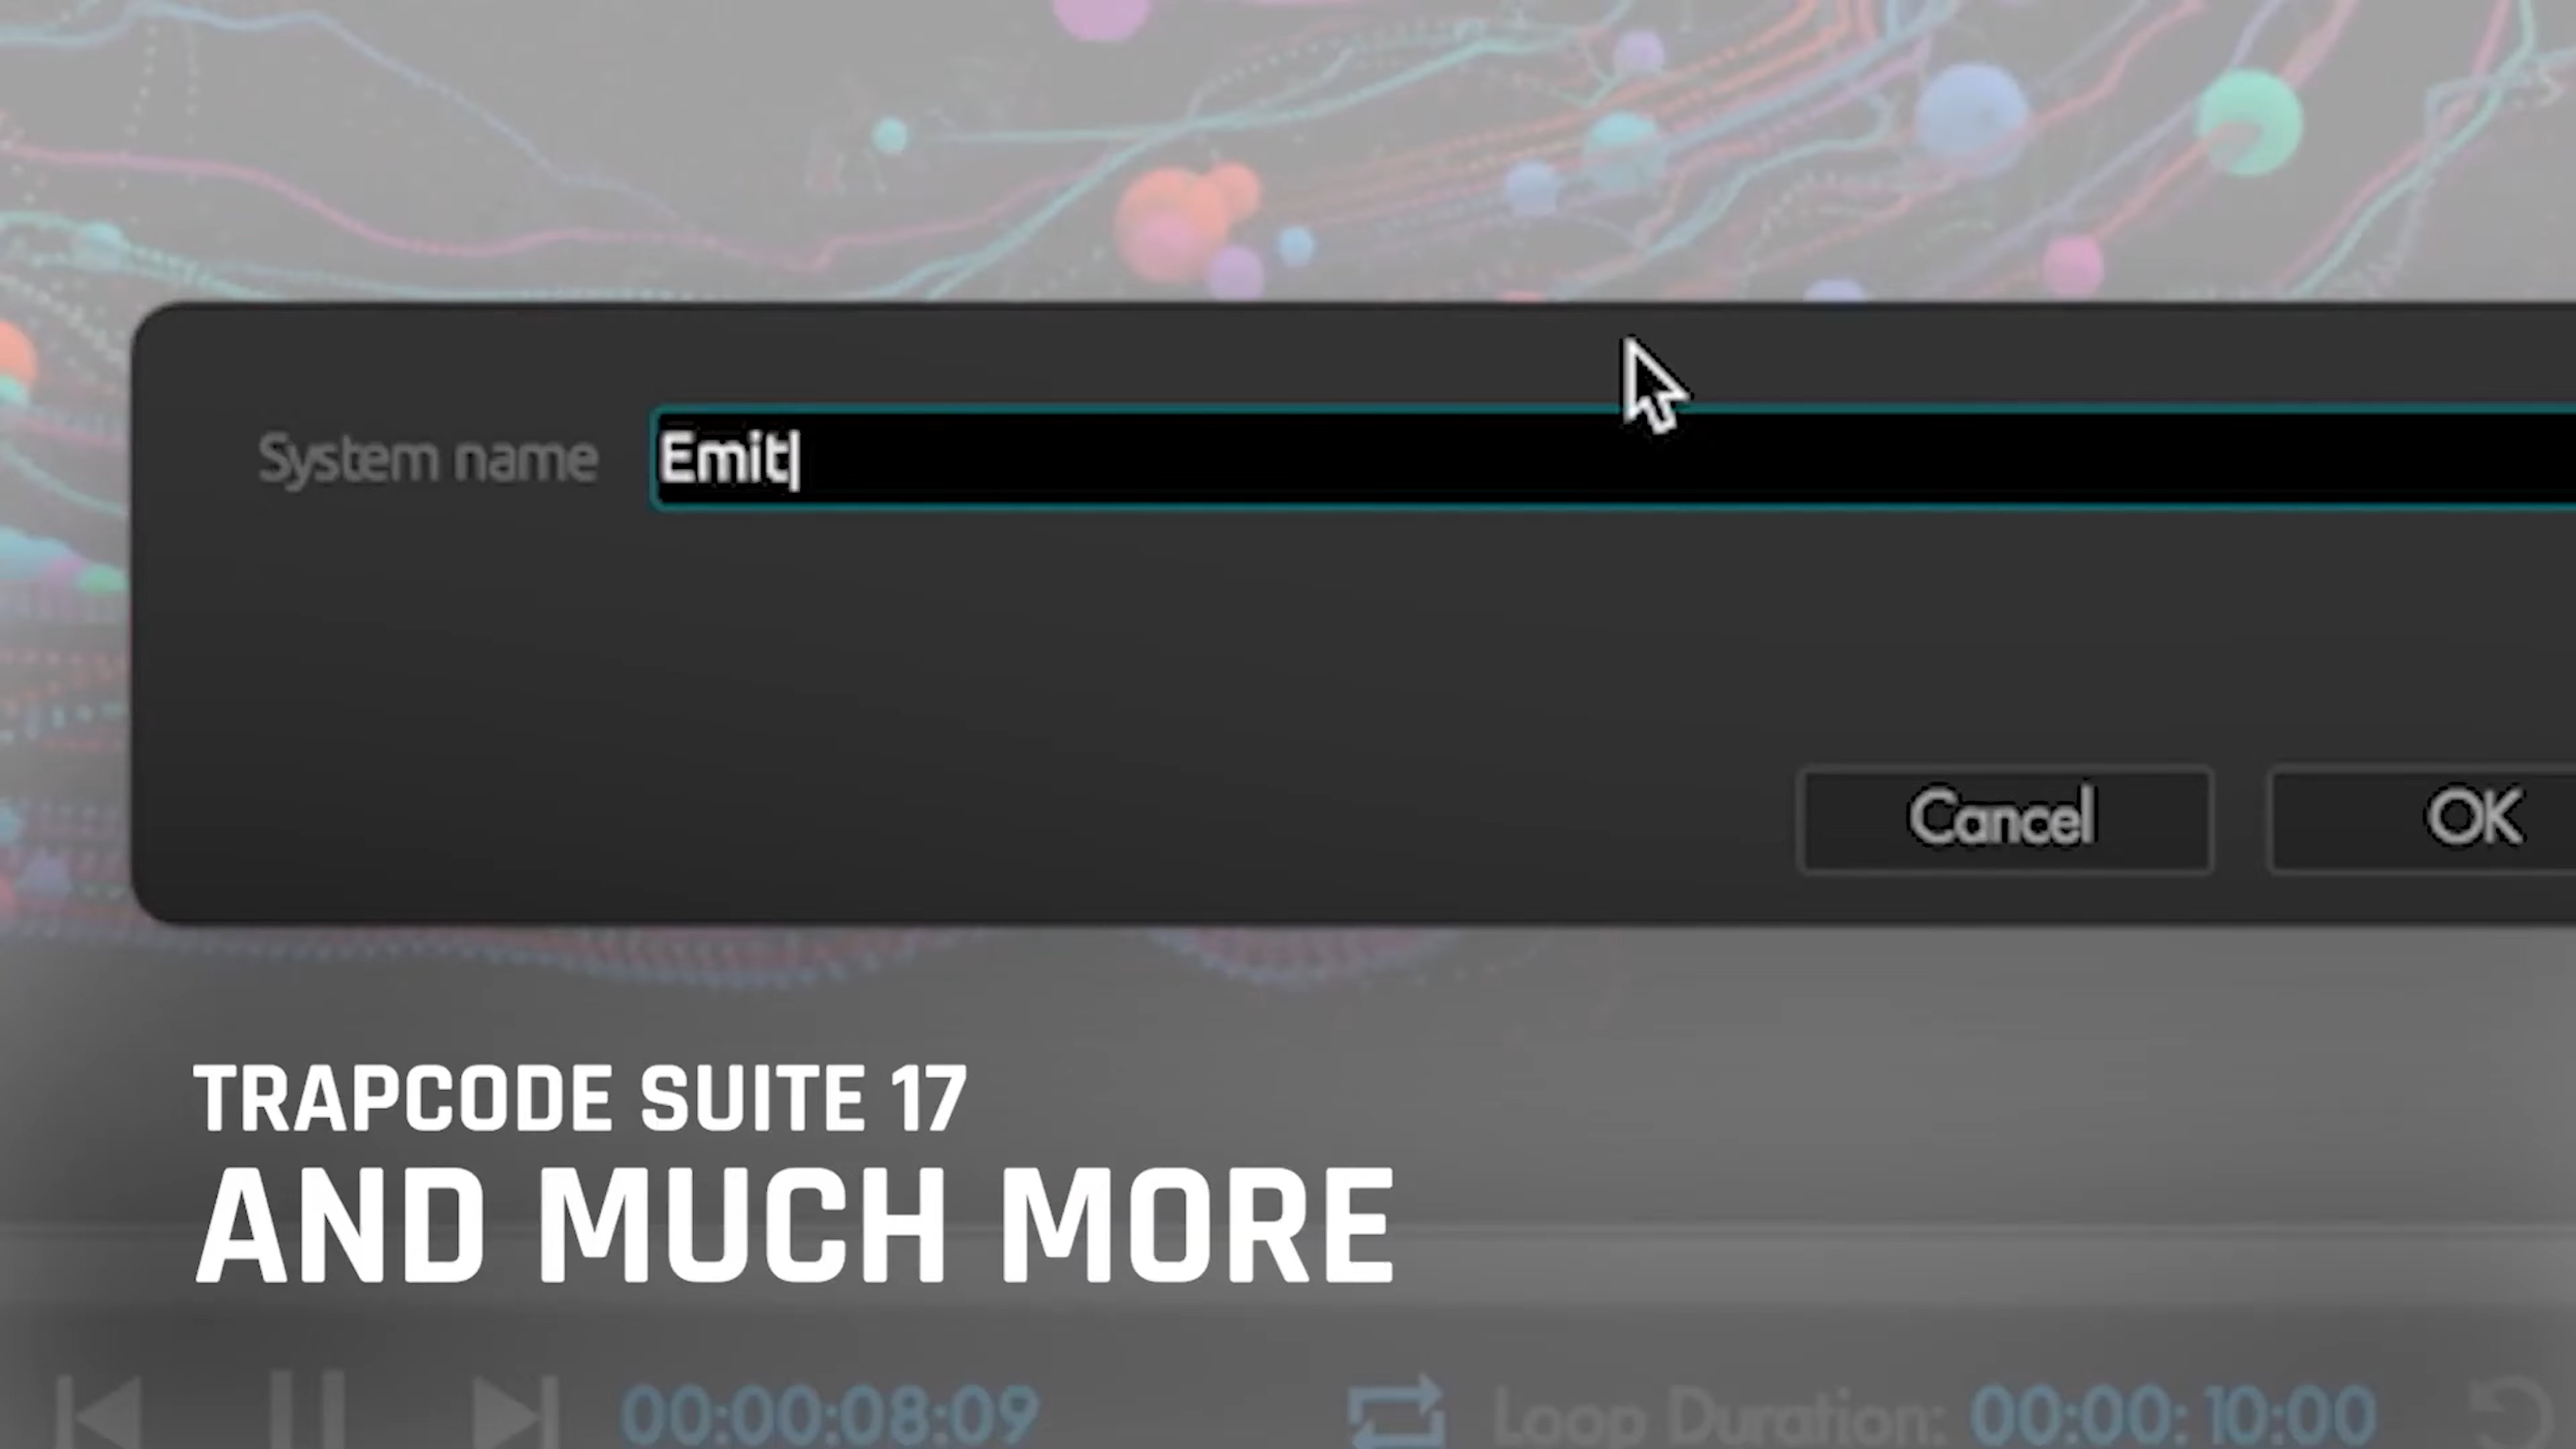 System name Emit
Cancel OK
TRAPCODE SUITE 17
AND MUCH MORE
00:00:08:09 Loop Duration: 00:00:10:00